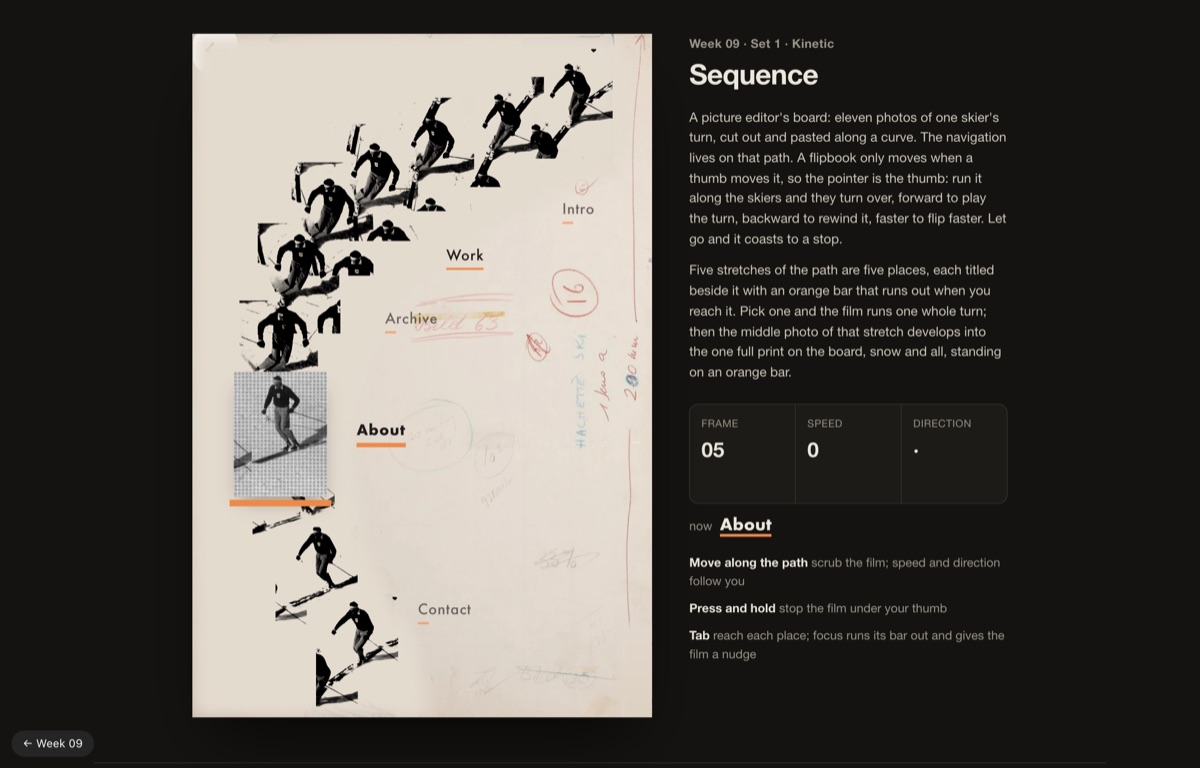 Week 09 · Set 1 · Kinetic
Sequence
A picture editor's board: eleven photos of one skier's
turn, cut out and pasted along a curve. The navigation
lives on that path. A flipbook only moves when a
thumb moves it, so the pointer is the thumb: run it
along the skiers and they turn over, forward to play
the turn, backward to rewind it, faster to flip faster. Let
go and it coasts to a stop.
Five stretches of the path are five places, each titled
beside it with an orange bar that runs out when you
reach it. Pick one and the film runs one whole turn;
then the middle photo of that stretch develops into
the one full print on the board, snow and all, standing
on an orange bar.
FRAME
05
SPEED
0
DIRECTION
·
now About
Move along the path scrub the film; speed and direction
follow you
Press and hold stop the film under your thumb
Tab reach each place; focus runs its bar out and gives the
film a nudge
Intro
Work
Archive
About
Contact
16
HACHETTE SKI
← Week 09